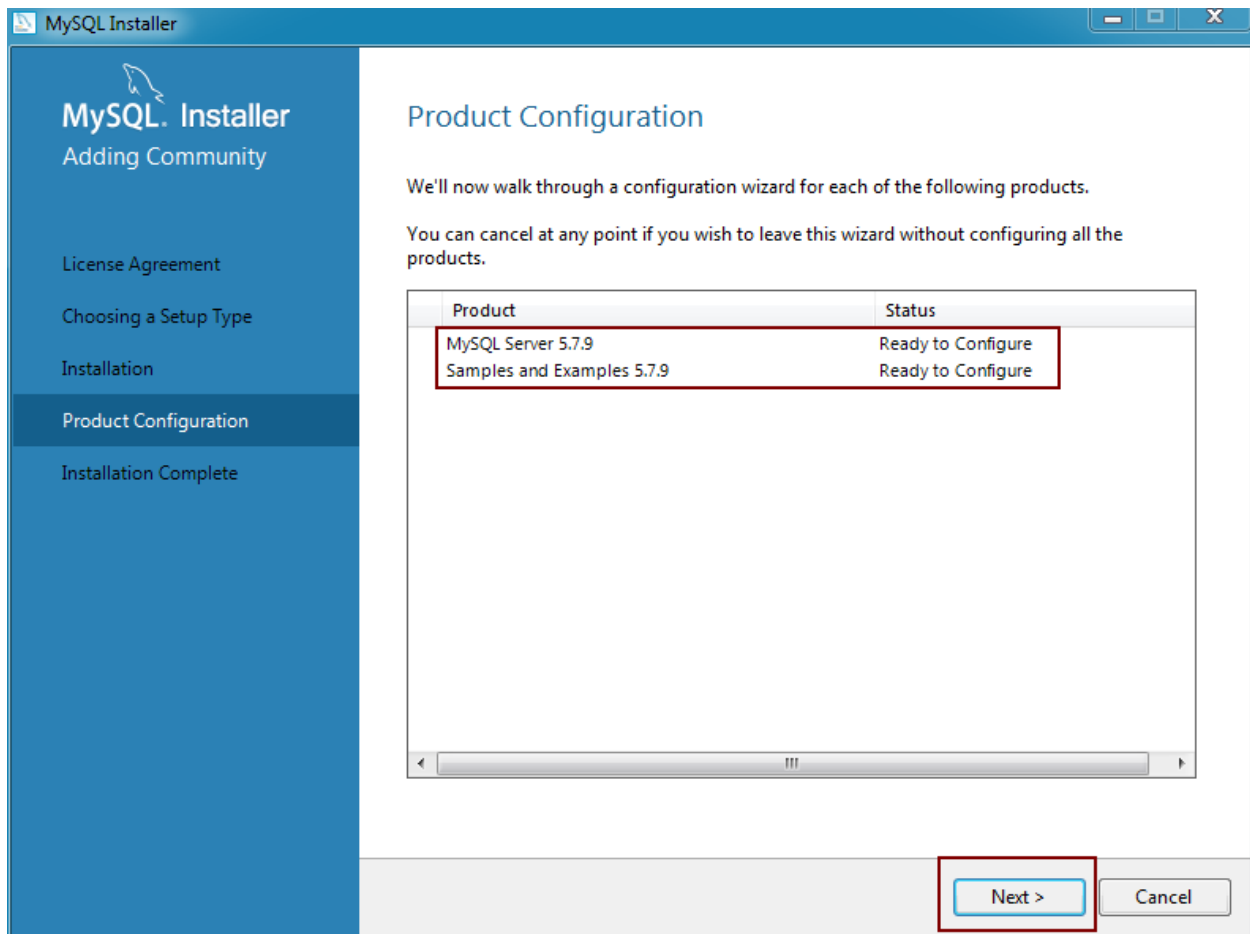 MySQL Installer
MySQL. Installer
Adding Community
License Agreement
Choosing a Setup Type
Installation
Product Configuration
Installation Complete
Product Configuration
We'll now walk through a configuration wizard for each of the following products.
You can cancel at any point if you wish to leave this wizard without configuring all the
products.
Product Status
MySQL Server 5.7.9 Ready to Configure
Samples and Examples 5.7.9 Ready to Configure
Next > Cancel